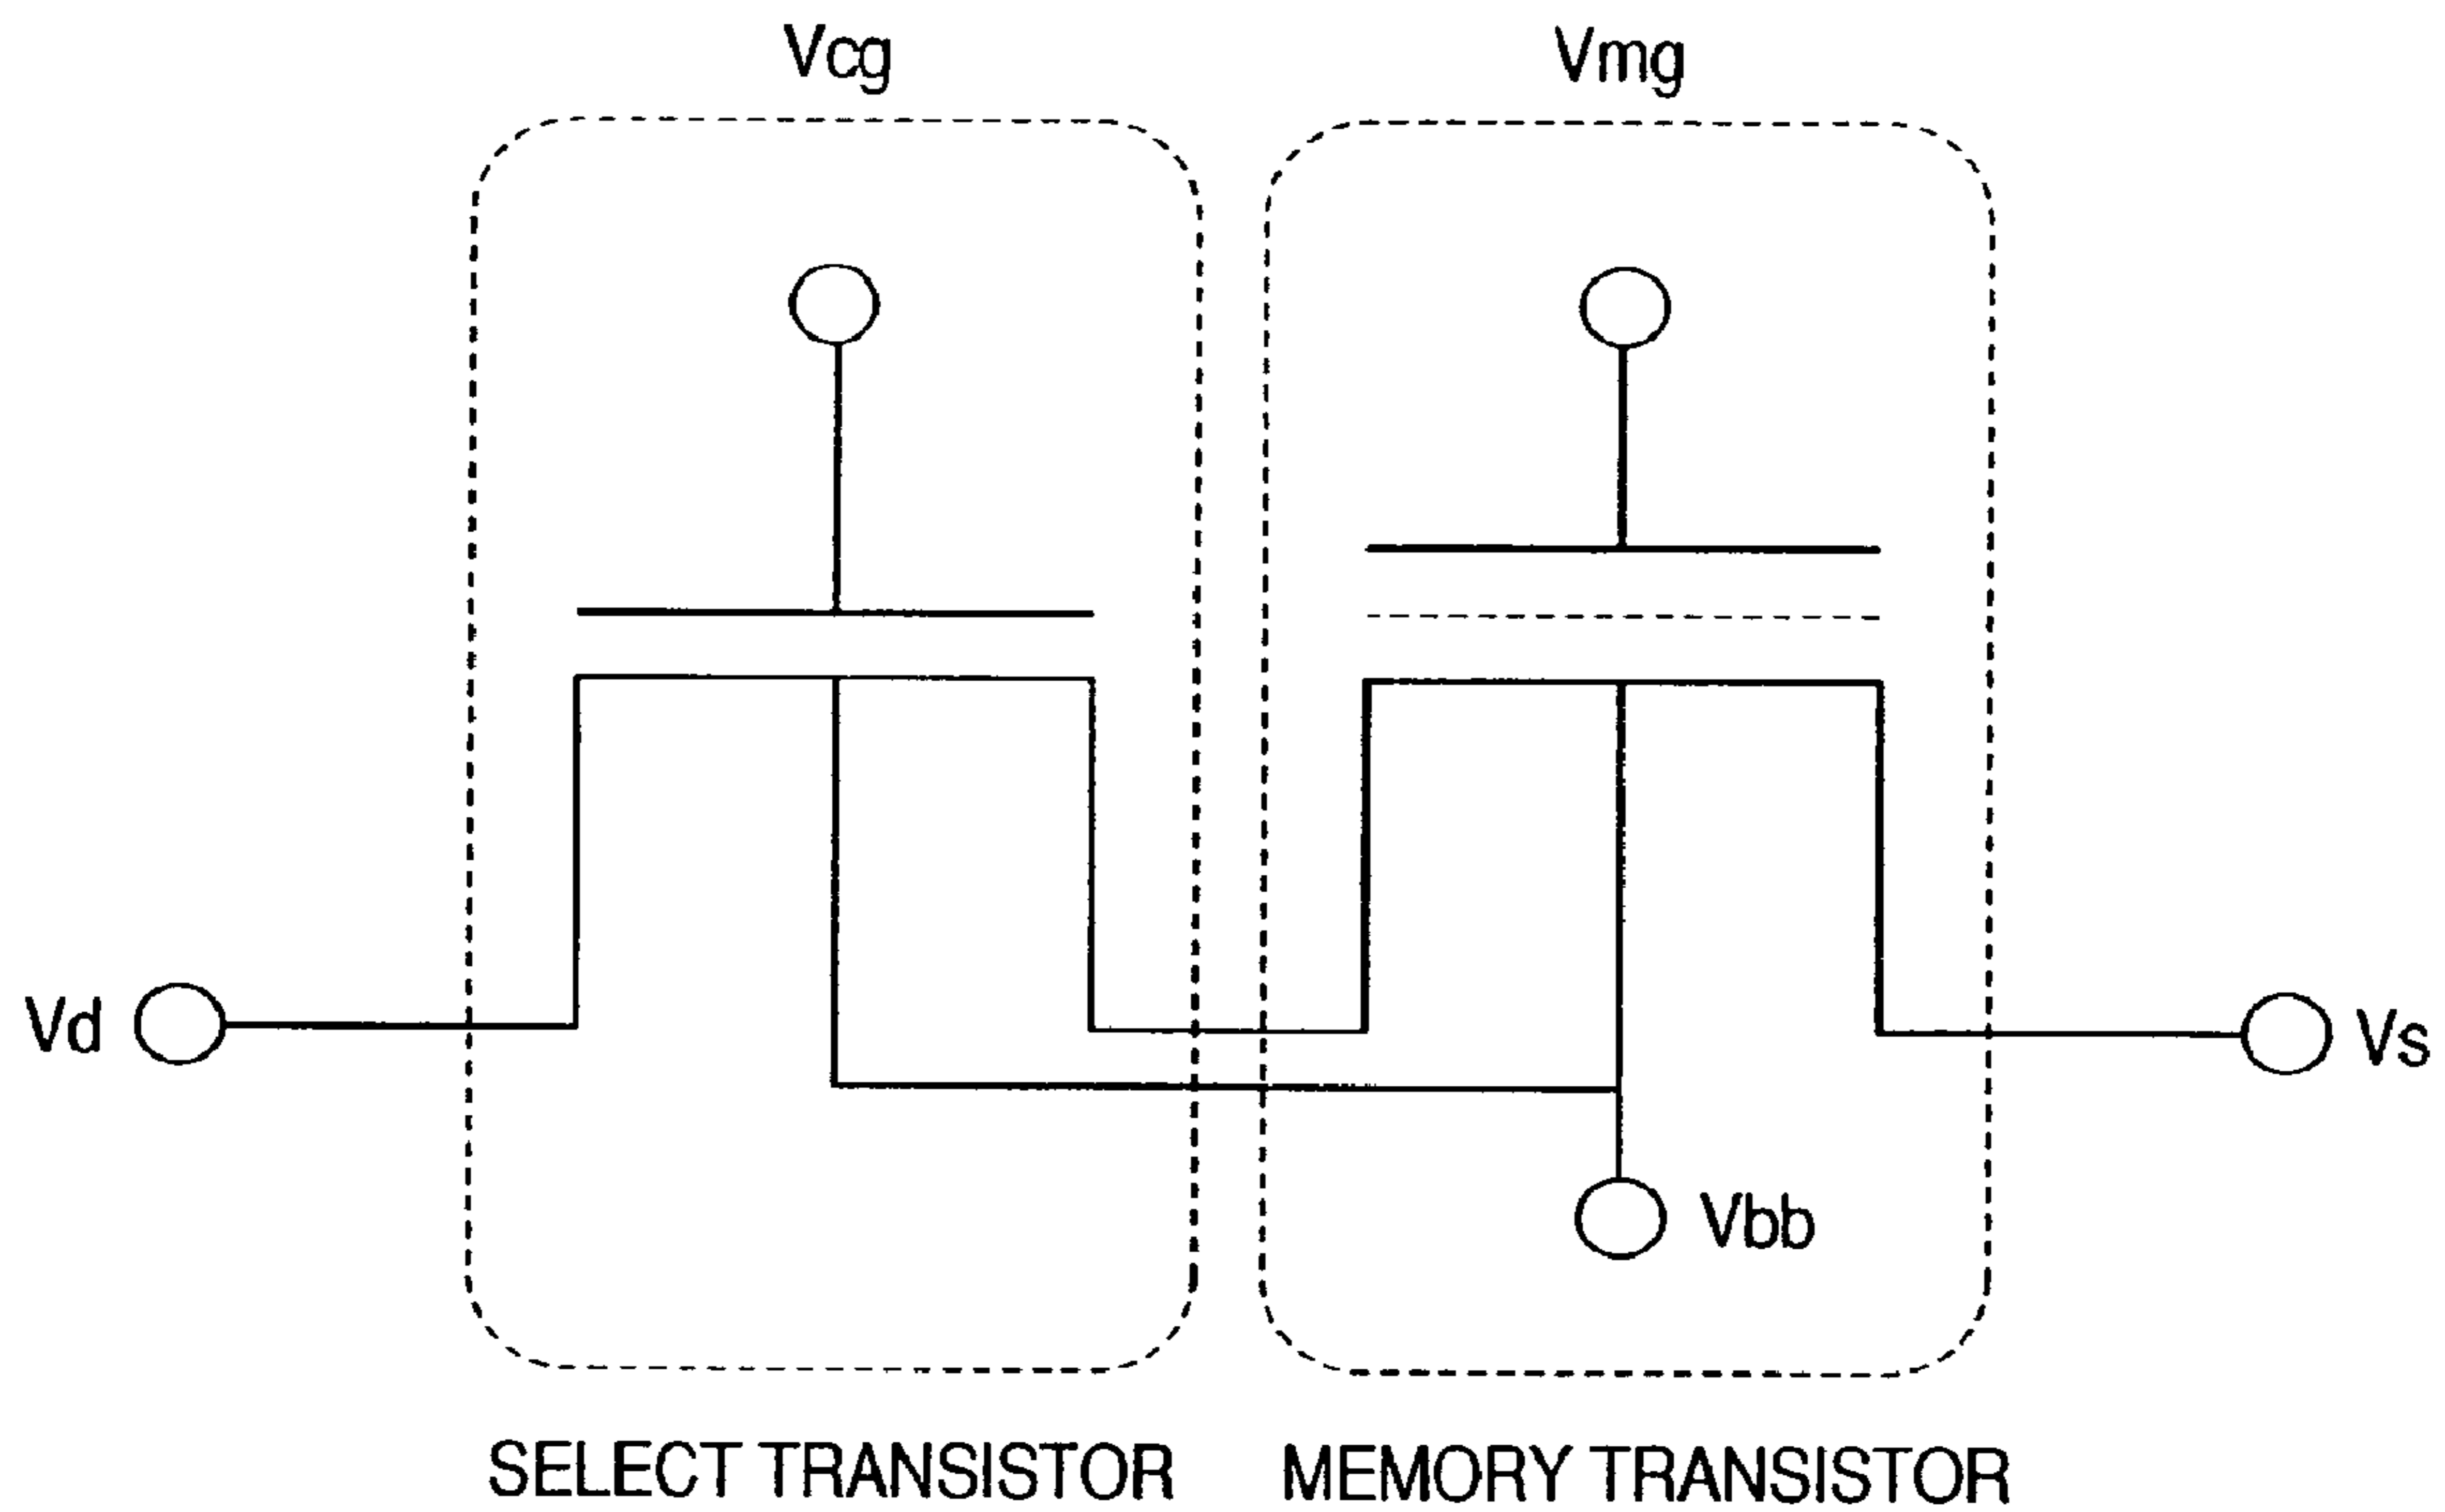 Vcg
Vmg
Vd
Vs
Vbb
SELECT TRANSISTOR
MEMORY TRANSISTOR